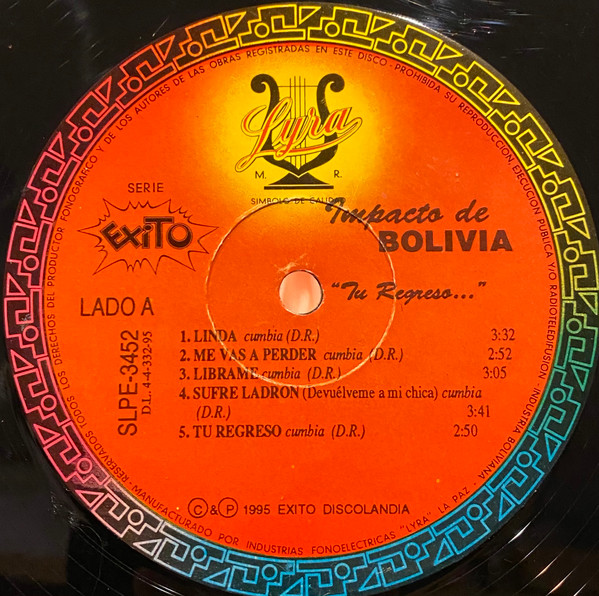 RESERVADOS TODOS LOS DERECHOS DEL PRODUCTOR FONOGRAFICO Y DE LOS AUTORES DE LAS OBRAS REGISTRADAS EN ESTE DISCO - PROHIBIDA SU REPRODUCCION, EJECUCION PUBLICA Y/O RADIOTELEDIFUSION - INDUSTRIA BOLIVIANA -
Lyra
M. R.
SIMBOLO DE CALIDAD
SERIE
EXITO
Impacto de
BOLIVIA
"Tu Regreso..."
LADO A
SLPE-3452
D.L. 4-4-332-95
1. LINDA cumbia (D.R.) 3:32
2. ME VAS A PERDER cumbia (D.R.) 2:52
3. LIBRAME cumbia (D.R.) 3:05
4. SUFRE LADRON (Devuélveme a mi chica) cumbia
(D.R.) 3:41
5. TU REGRESO cumbia (D.R.) 2:50
© & ℗ 1995 EXITO DISCOLANDIA
MANUFACTURADO POR INDUSTRIAS FONOELECTRICAS "LYRA" LA PAZ -